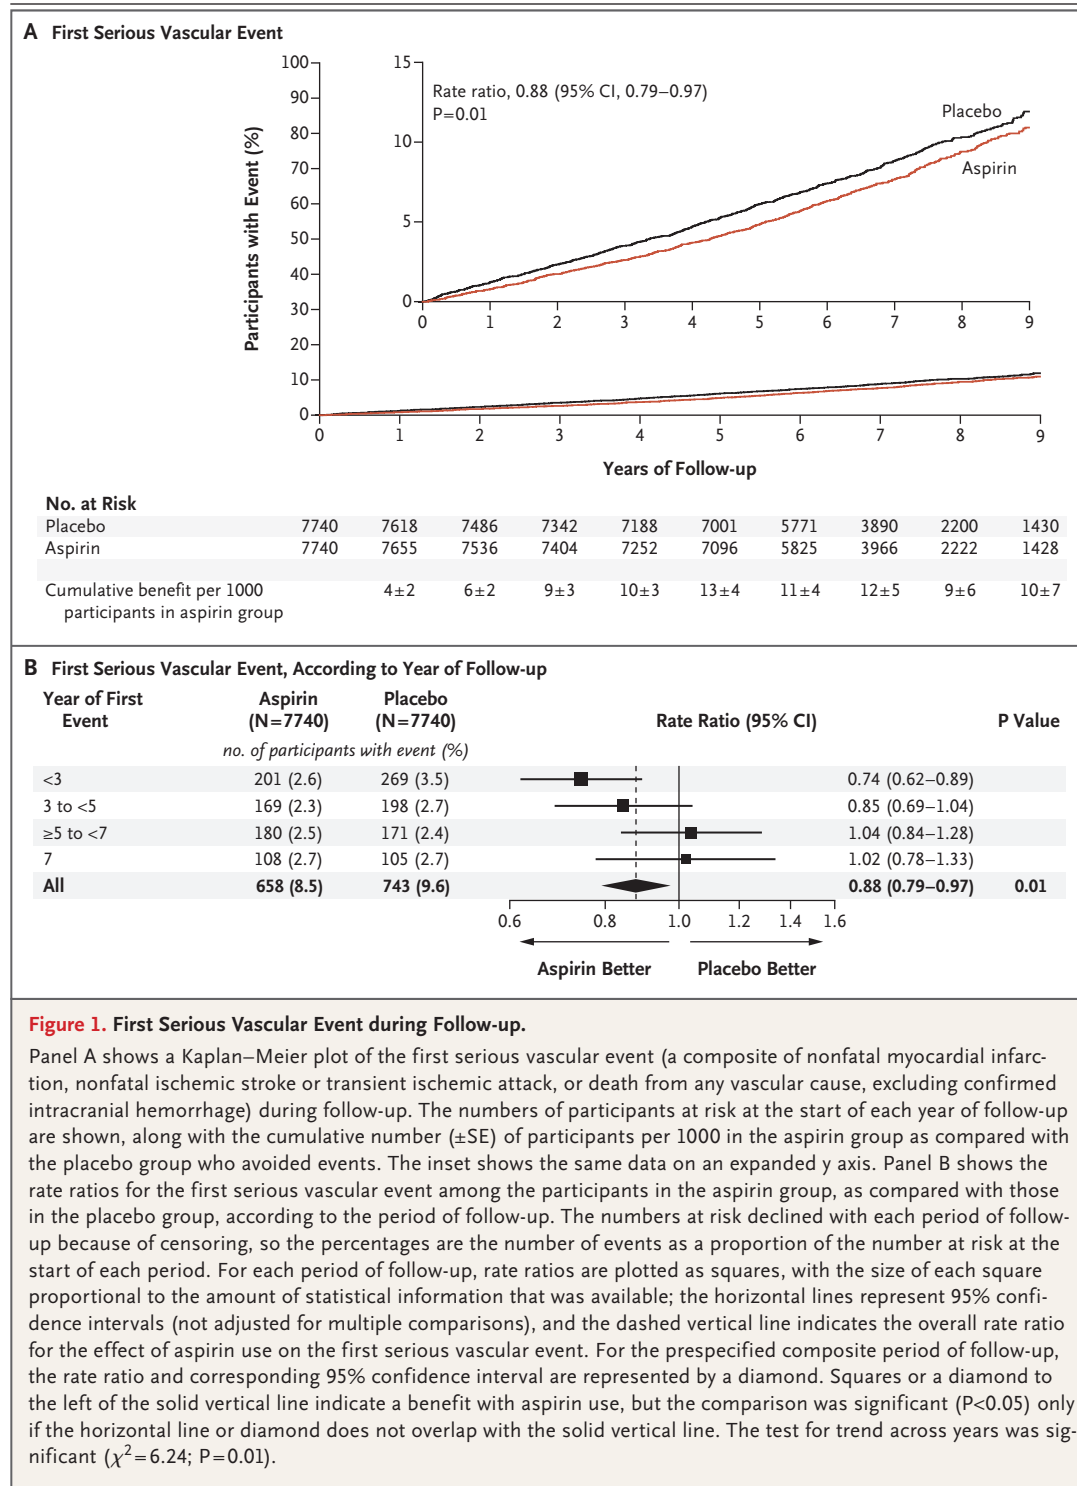 A First Serious Vascular Event
100
90
80
70
60
50
40
30
20
10
0
Participants with Event (%)
15
10
5
0
Rate ratio, 0.88 (95% CI, 0.79–0.97)
P=0.01
Placebo
Aspirin
0 1 2 3 4 5 6 7 8 9
0 1 2 3 4 5 6 7 8 9
Years of Follow-up
No. at Risk
Placebo 7740 7618 7486 7342 7188 7001 5771 3890 2200 1430
Aspirin 7740 7655 7536 7404 7252 7096 5825 3966 2222 1428
Cumulative benefit per 1000 4±2 6±2 9±3 10±3 13±4 11±4 12±5 9±6 10±7
participants in aspirin group
B First Serious Vascular Event, According to Year of Follow-up
Year of First Aspirin Placebo
Event (N=7740) (N=7740) Rate Ratio (95% CI) P Value
no. of participants with event (%)
<3 201 (2.6) 269 (3.5) 0.74 (0.62–0.89)
3 to <5 169 (2.3) 198 (2.7) 0.85 (0.69–1.04)
≥5 to <7 180 (2.5) 171 (2.4) 1.04 (0.84–1.28)
7 108 (2.7) 105 (2.7) 1.02 (0.78–1.33)
All 658 (8.5) 743 (9.6) 0.88 (0.79–0.97) 0.01
0.6 0.8 1.0 1.2 1.4 1.6
Aspirin Better Placebo Better
Figure 1. First Serious Vascular Event during Follow-up.
Panel A shows a Kaplan–Meier plot of the first serious vascular event (a composite of nonfatal myocardial infarc-
tion, nonfatal ischemic stroke or transient ischemic attack, or death from any vascular cause, excluding confirmed
intracranial hemorrhage) during follow-up. The numbers of participants at risk at the start of each year of follow-up
are shown, along with the cumulative number (±SE) of participants per 1000 in the aspirin group as compared with
the placebo group who avoided events. The inset shows the same data on an expanded y axis. Panel B shows the
rate ratios for the first serious vascular event among the participants in the aspirin group, as compared with those
in the placebo group, according to the period of follow-up. The numbers at risk declined with each period of follow-
up because of censoring, so the percentages are the number of events as a proportion of the number at risk at the
start of each period. For each period of follow-up, rate ratios are plotted as squares, with the size of each square
proportional to the amount of statistical information that was available; the horizontal lines represent 95% confi-
dence intervals (not adjusted for multiple comparisons), and the dashed vertical line indicates the overall rate ratio
for the effect of aspirin use on the first serious vascular event. For the prespecified composite period of follow-up,
the rate ratio and corresponding 95% confidence interval are represented by a diamond. Squares or a diamond to
the left of the solid vertical line indicate a benefit with aspirin use, but the comparison was significant (P<0.05) only
if the horizontal line or diamond does not overlap with the solid vertical line. The test for trend across years was sig-
nificant (χ²=6.24; P=0.01).